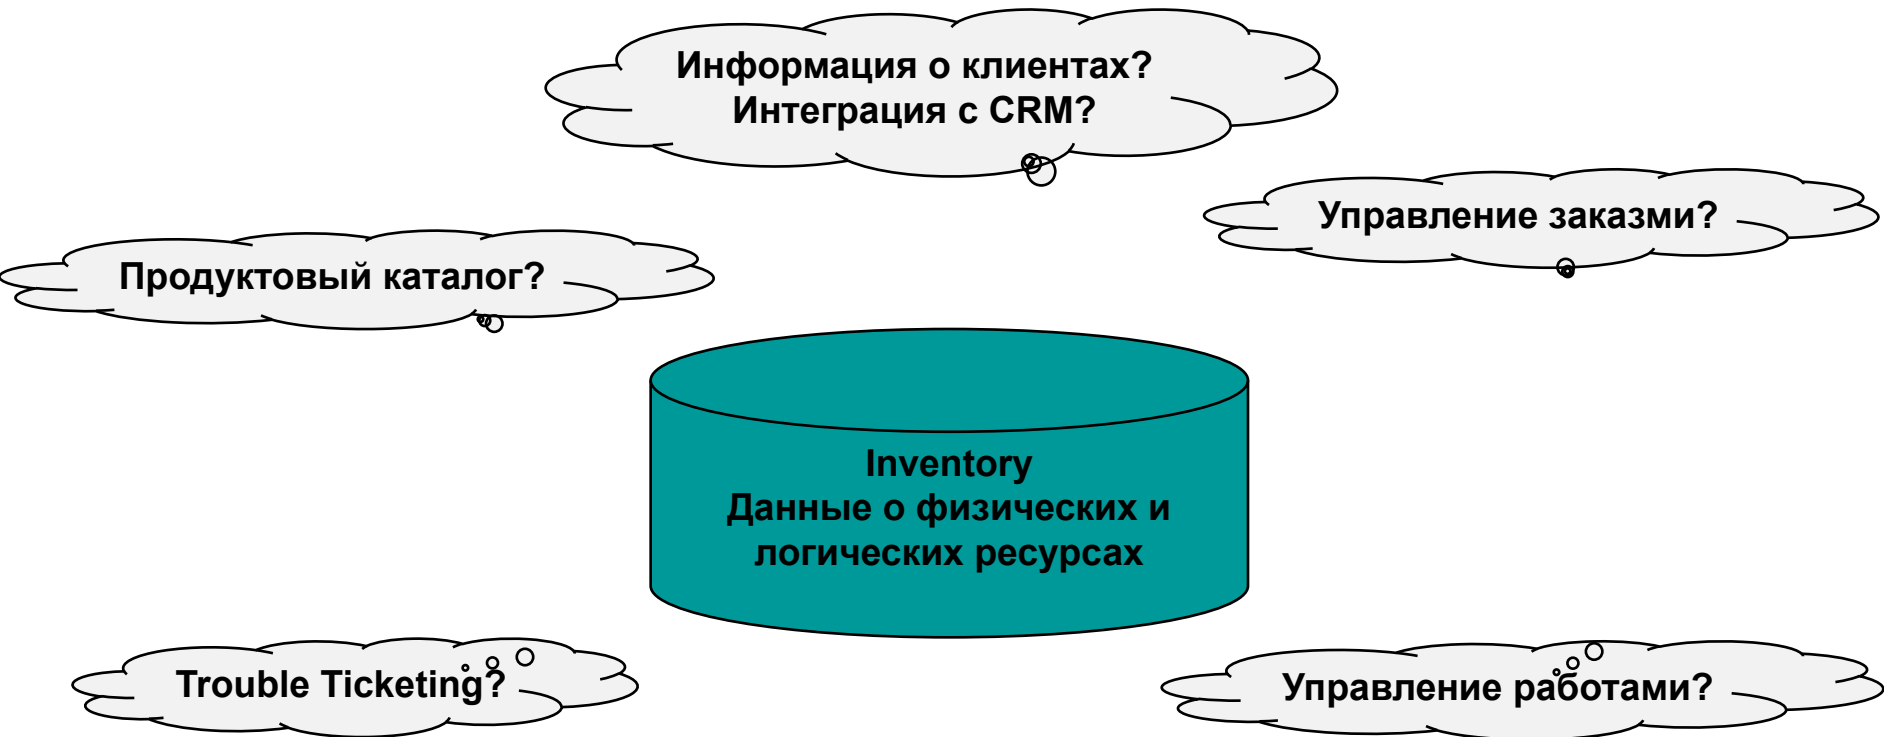 Информация о клиентах?
Интеграция с CRM?
Управление заказми?
Продуктовый каталог?
Inventory
Данные о физических и
логических ресурсах
Trouble Ticketing?
Управление работами?